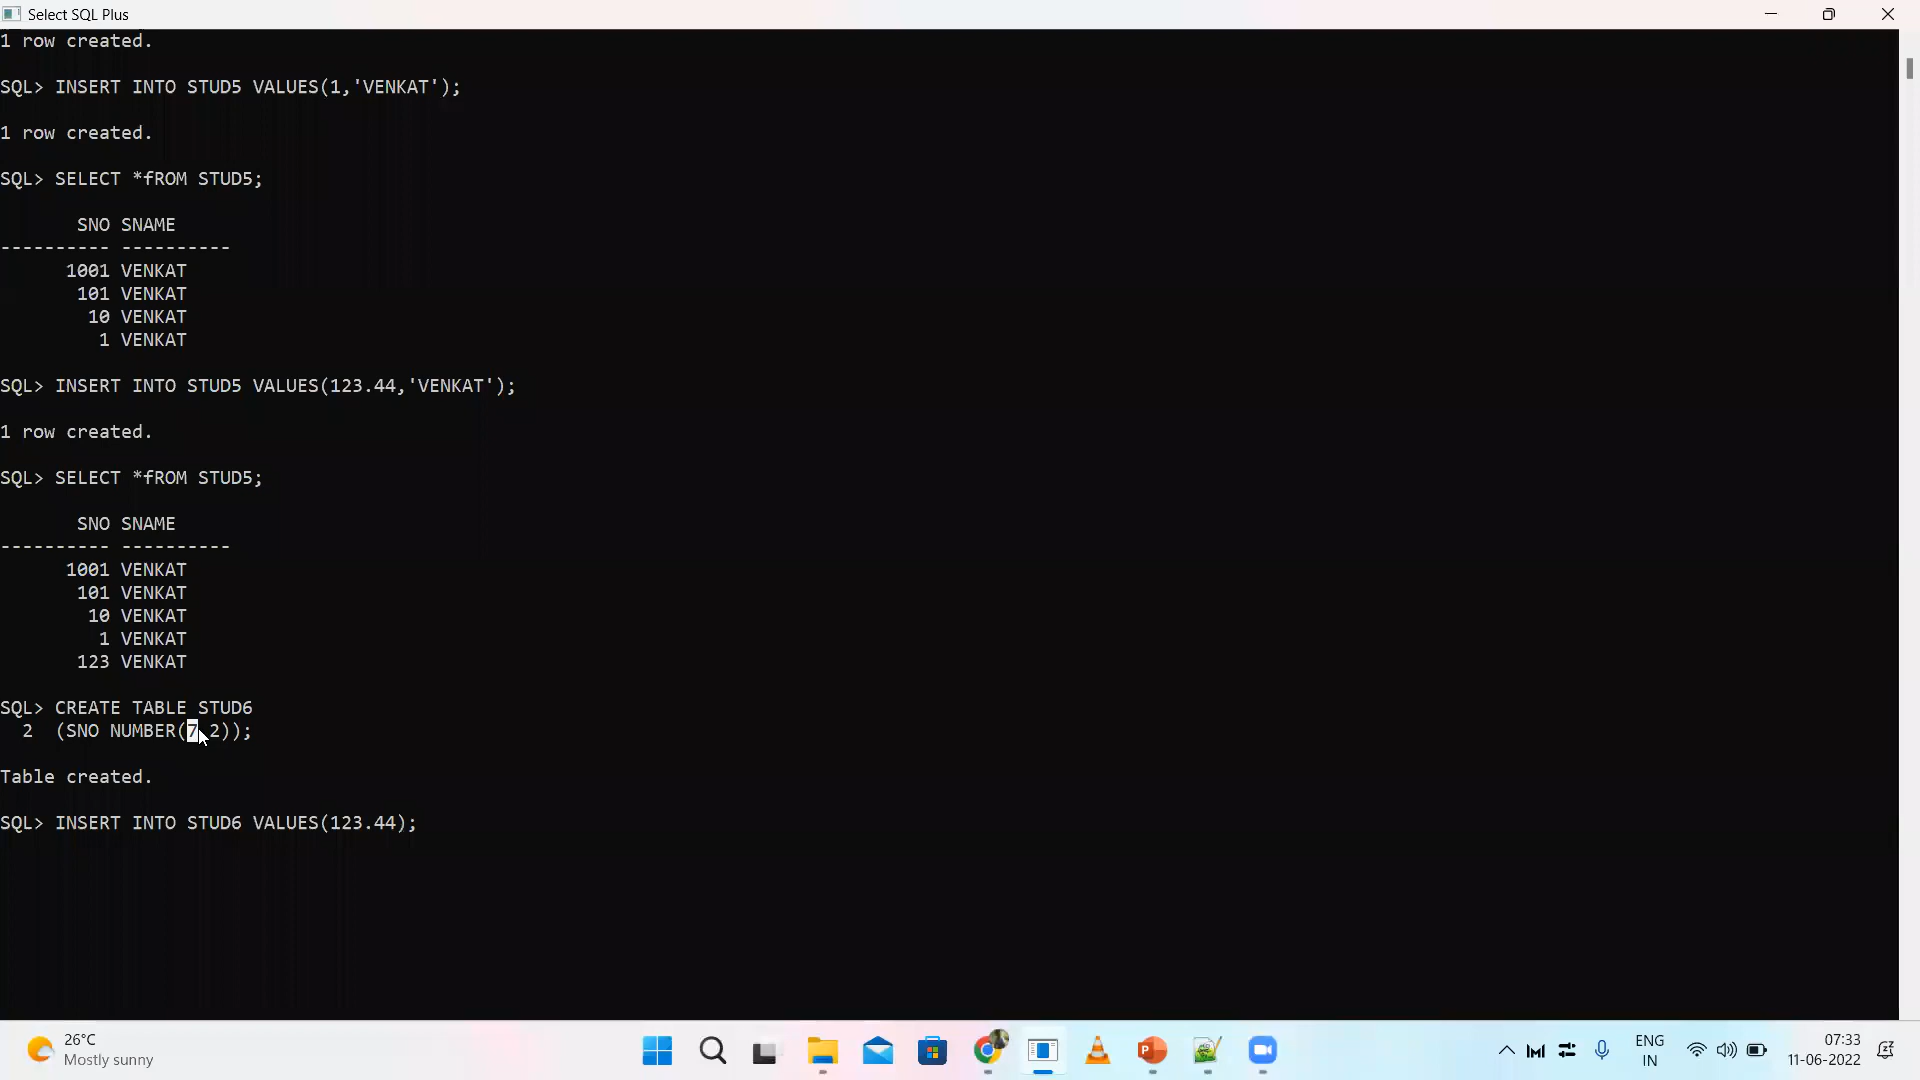 Select SQL Plus
1 row created.
SQL> INSERT INTO STUD5 VALUES(1,'VENKAT');
1 row created.
SQL> SELECT *fROM STUD5;
SNO SNAME
---------- ----------
1001 VENKAT
101 VENKAT
10 VENKAT
1 VENKAT
SQL> INSERT INTO STUD5 VALUES(123.44,'VENKAT');
1 row created.
SQL> SELECT *fROM STUD5;
SNO SNAME
---------- ----------
1001 VENKAT
101 VENKAT
10 VENKAT
1 VENKAT
123 VENKAT
SQL> CREATE TABLE STUD6
2 (SNO NUMBER(7,2));
Table created.
SQL> INSERT INTO STUD6 VALUES(123.44);
26°C
Mostly sunny
ENG
IN
07:33
11-06-2022